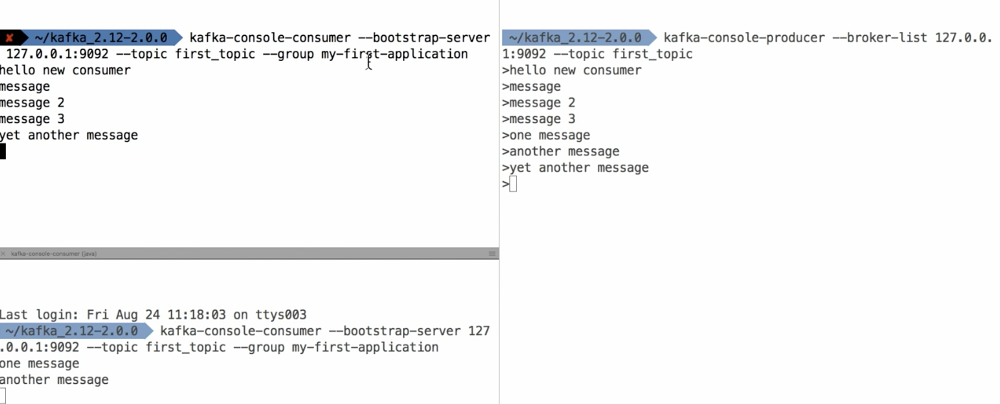 ✘ ~/kafka_2.12-2.0.0 kafka-console-consumer --bootstrap-server
127.0.0.1:9092 --topic first_topic --group my-first-application
hello new consumer
message
message 2
message 3
yet another message
kafka-console-consumer (java)
Last login: Fri Aug 24 11:18:03 on ttys003
~/kafka_2.12-2.0.0 kafka-console-consumer --bootstrap-server 127
.0.0.1:9092 --topic first_topic --group my-first-application
one message
another message
~/kafka_2.12-2.0.0 kafka-console-producer --broker-list 127.0.0.
1:9092 --topic first_topic
>hello new consumer
>message
>message 2
>message 3
>one message
>another message
>yet another message
>